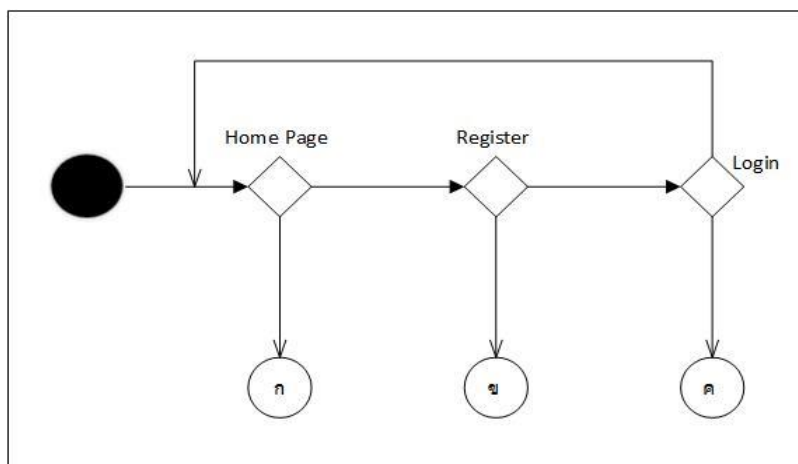 Home Page
Register
Login
ก
ข
ค